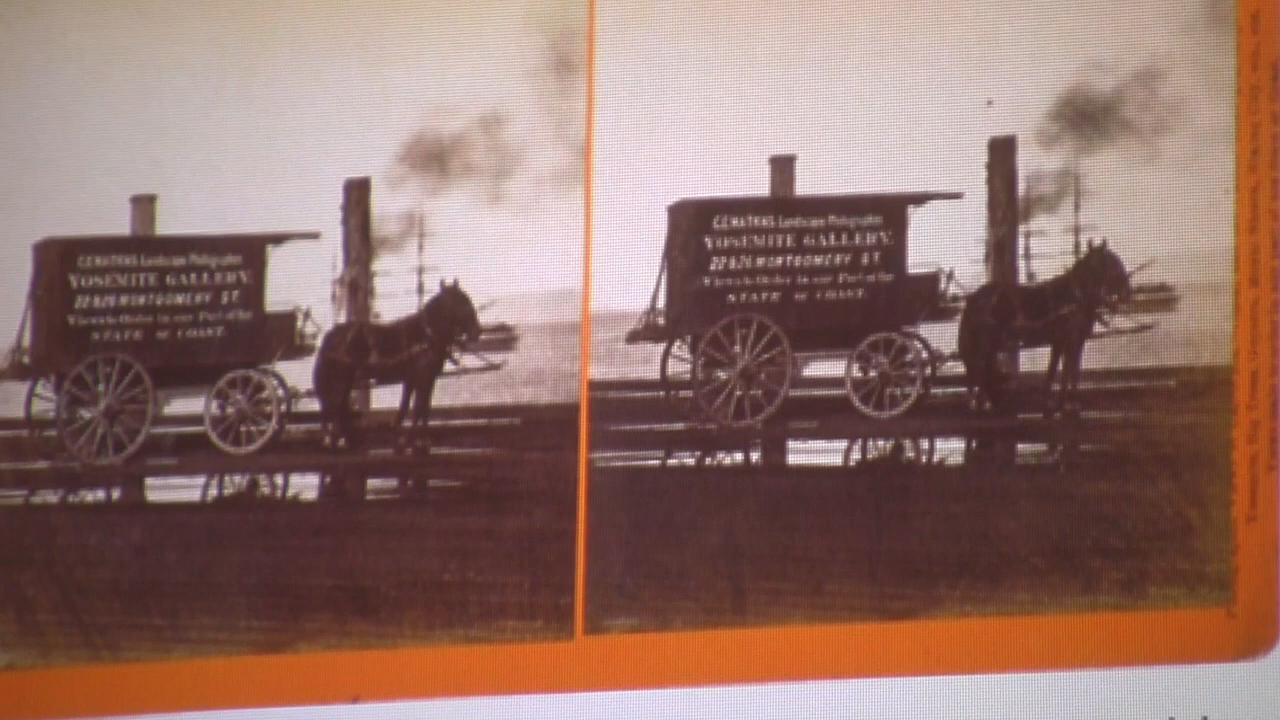 C.E.WATKINS Landscape Photographer
YOSEMITE GALLERY.
22 & 26 MONTGOMERY ST.
Views to Order in any Part of the
STATE or COAST.
C.E.WATKINS Landscape Photographer
YOSEMITE GALLERY.
22 & 26 MONTGOMERY ST.
Views to Order in any Part of the
STATE or COAST.